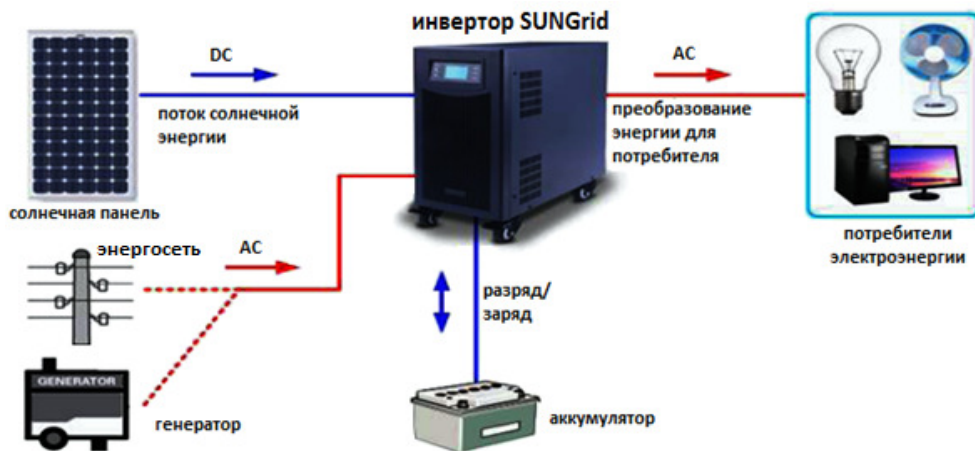 инвертор SUNGrid
DC
AC
поток солнечной
энергии
преобразование
энергии для
потребителя
солнечная панель
энергосеть
AC
потребители
электроэнергии
разряд/
заряд
GENERATOR
генератор
аккумулятор